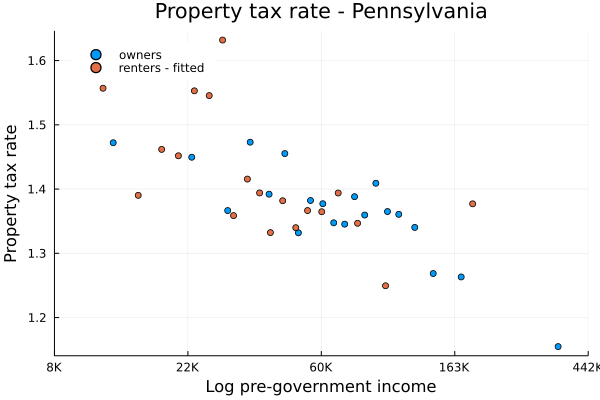 Property tax rate - Pennsylvania
owners
renters - fitted
Property tax rate
1.6
1.5
1.4
1.3
1.2
8K 22K 60K 163K 442K
Log pre-government income